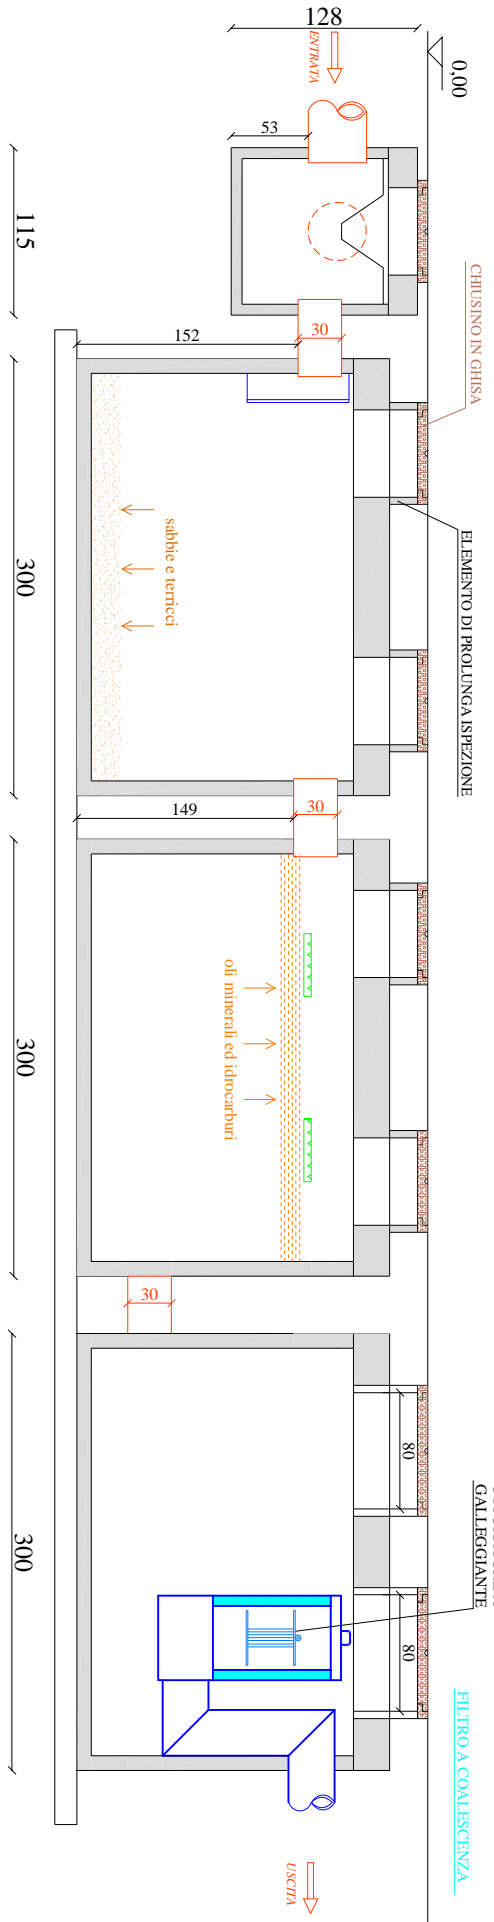 0,00
128
ENTRATA
53
115
CHIUSINO IN GHISA
30
152
ELEMENTO DI PROLUNGA ISPEZIONE
sabbie e terricci
300
30
149
oli minerali ed idrocarburi
300
30
80
GALLEGGIANTE
80
300
FILTRO A COALESCENZA
USCITA